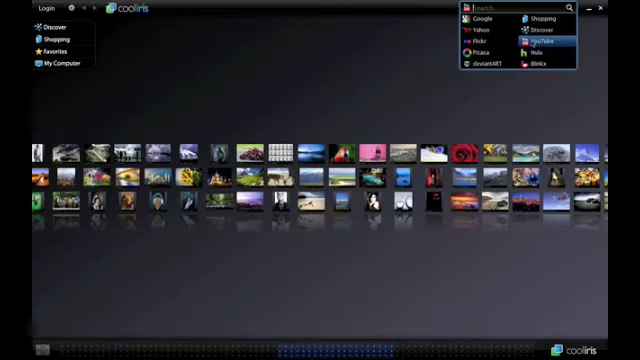 Login
cooliris
Search
Discover
Shopping
Favorites
My Computer
Google
Shopping
Yahoo
Discover
Flickr
YouTube
Picasa
Hulu
deviantART
Blinkx
cooliris